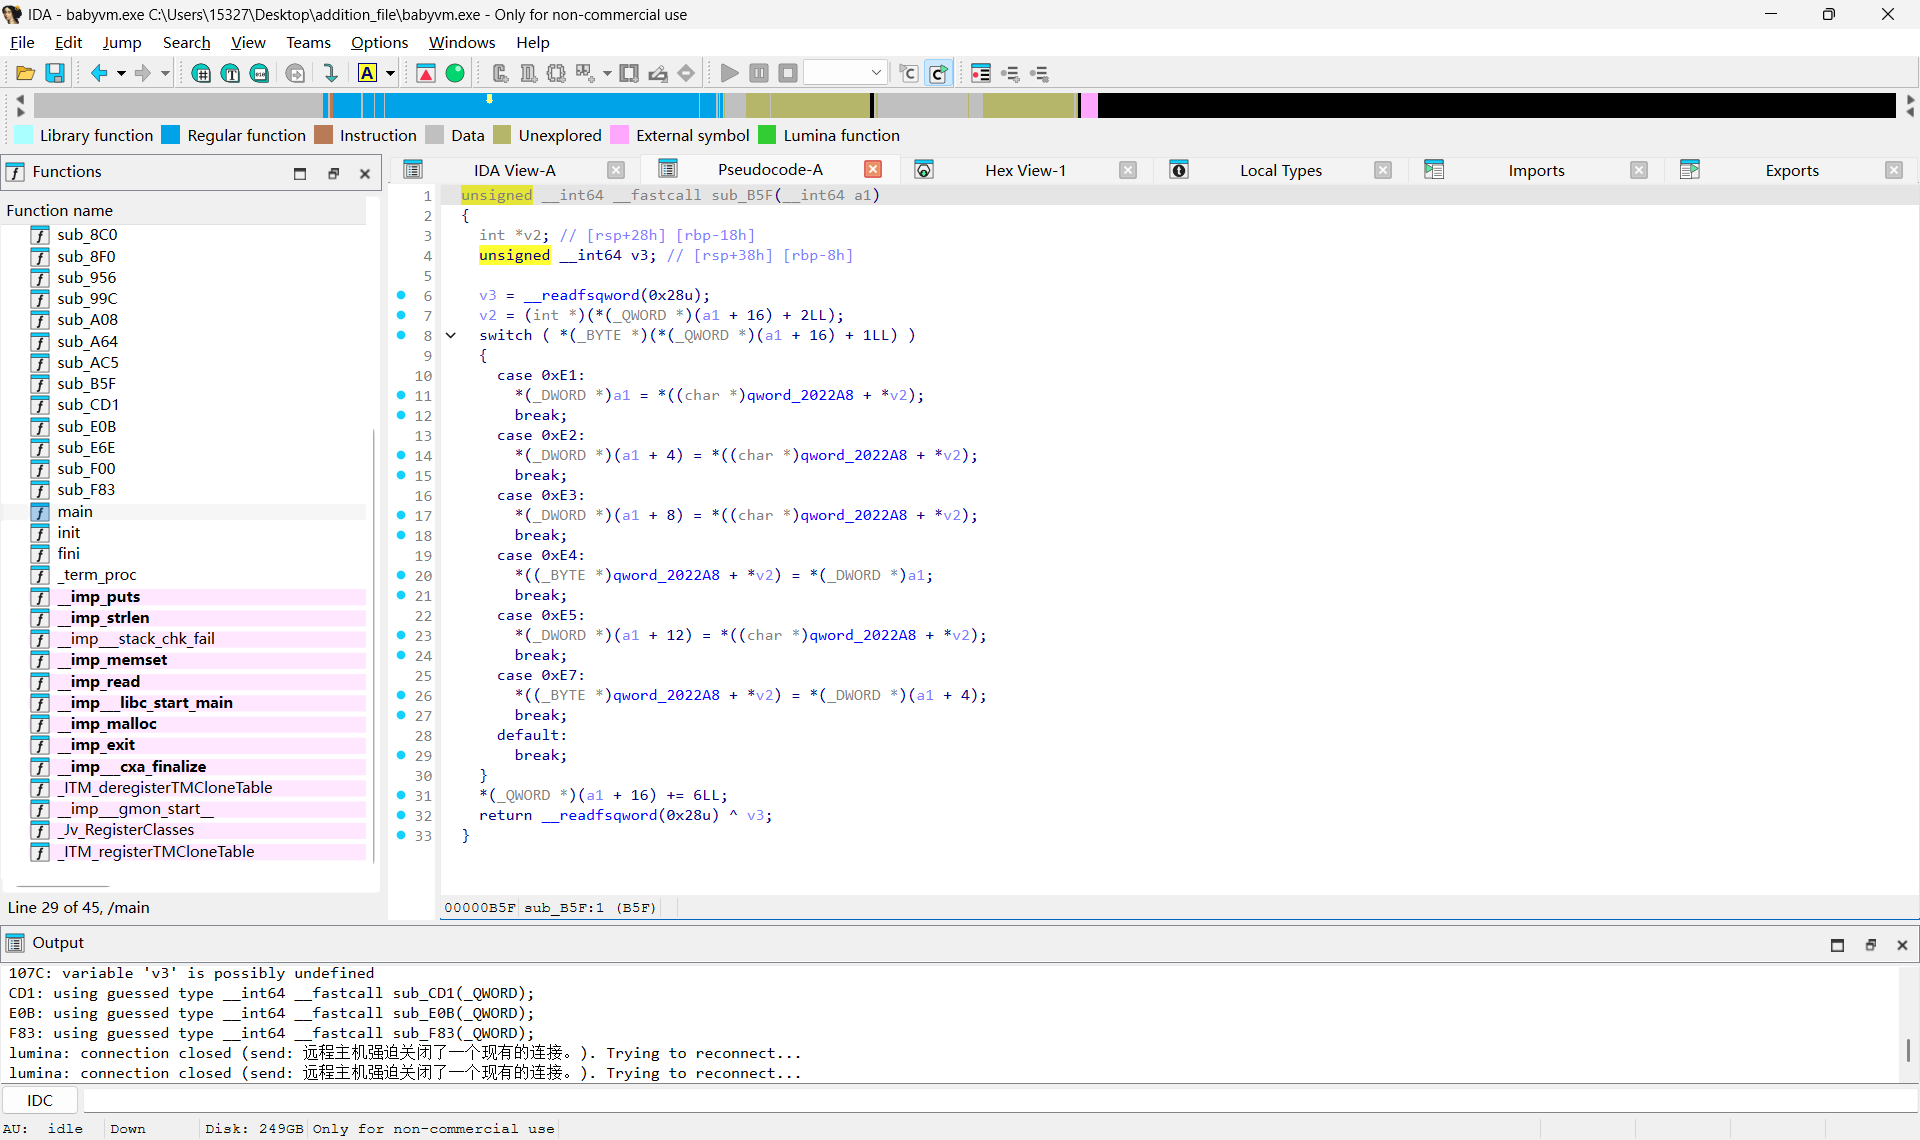 IDA - babyvm.exe C:\Users\15327\Desktop\addition_file\babyvm.exe - Only for non-commercial use
File Edit Jump Search View Teams Options Windows Help
Library function Regular function Instruction Data Unexplored External symbol Lumina function
Functions
IDA View-A Pseudocode-A Hex View-1 Local Types Imports Exports
Function name
sub_8C0
sub_8F0
sub_956
sub_99C
sub_A08
sub_A64
sub_AC5
sub_B5F
sub_CD1
sub_E0B
sub_E6E
sub_F00
sub_F83
main
init
fini
_term_proc
__imp_puts
__imp_strlen
__imp___stack_chk_fail
__imp_memset
__imp_read
__imp___libc_start_main
__imp_malloc
__imp_exit
__imp___cxa_finalize
_ITM_deregisterTMCloneTable
__imp___gmon_start__
_Jv_RegisterClasses
_ITM_registerTMCloneTable
Line 29 of 45, /main
1 unsigned __int64 __fastcall sub_B5F(__int64 a1)
2 {
3 int *v2; // [rsp+28h] [rbp-18h]
4 unsigned __int64 v3; // [rsp+38h] [rbp-8h]
5
6 v3 = __readfsqword(0x28u);
7 v2 = (int *)(*(_QWORD *)(a1 + 16) + 2LL);
8 switch ( *(_BYTE *)(*(_QWORD *)(a1 + 16) + 1LL) )
9 {
10 case 0xE1:
11 *(_DWORD *)a1 = *((char *)qword_2022A8 + *v2);
12 break;
13 case 0xE2:
14 *(_DWORD *)(a1 + 4) = *((char *)qword_2022A8 + *v2);
15 break;
16 case 0xE3:
17 *(_DWORD *)(a1 + 8) = *((char *)qword_2022A8 + *v2);
18 break;
19 case 0xE4:
20 *((_BYTE *)qword_2022A8 + *v2) = *(_DWORD *)a1;
21 break;
22 case 0xE5:
23 *(_DWORD *)(a1 + 12) = *((char *)qword_2022A8 + *v2);
24 break;
25 case 0xE7:
26 *((_BYTE *)qword_2022A8 + *v2) = *(_DWORD *)(a1 + 4);
27 break;
28 default:
29 break;
30 }
31 *(_QWORD *)(a1 + 16) += 6LL;
32 return __readfsqword(0x28u) ^ v3;
33 }
00000B5F sub_B5F:1 (B5F)
Output
107C: variable 'v3' is possibly undefined
CD1: using guessed type __int64 __fastcall sub_CD1(_QWORD);
E0B: using guessed type __int64 __fastcall sub_E0B(_QWORD);
F83: using guessed type __int64 __fastcall sub_F83(_QWORD);
lumina: connection closed (send: 远程主机强迫关闭了一个现有的连接。). Trying to reconnect...
lumina: connection closed (send: 远程主机强迫关闭了一个现有的连接。). Trying to reconnect...
IDC
AU: idle Down Disk: 249GB Only for non-commercial use